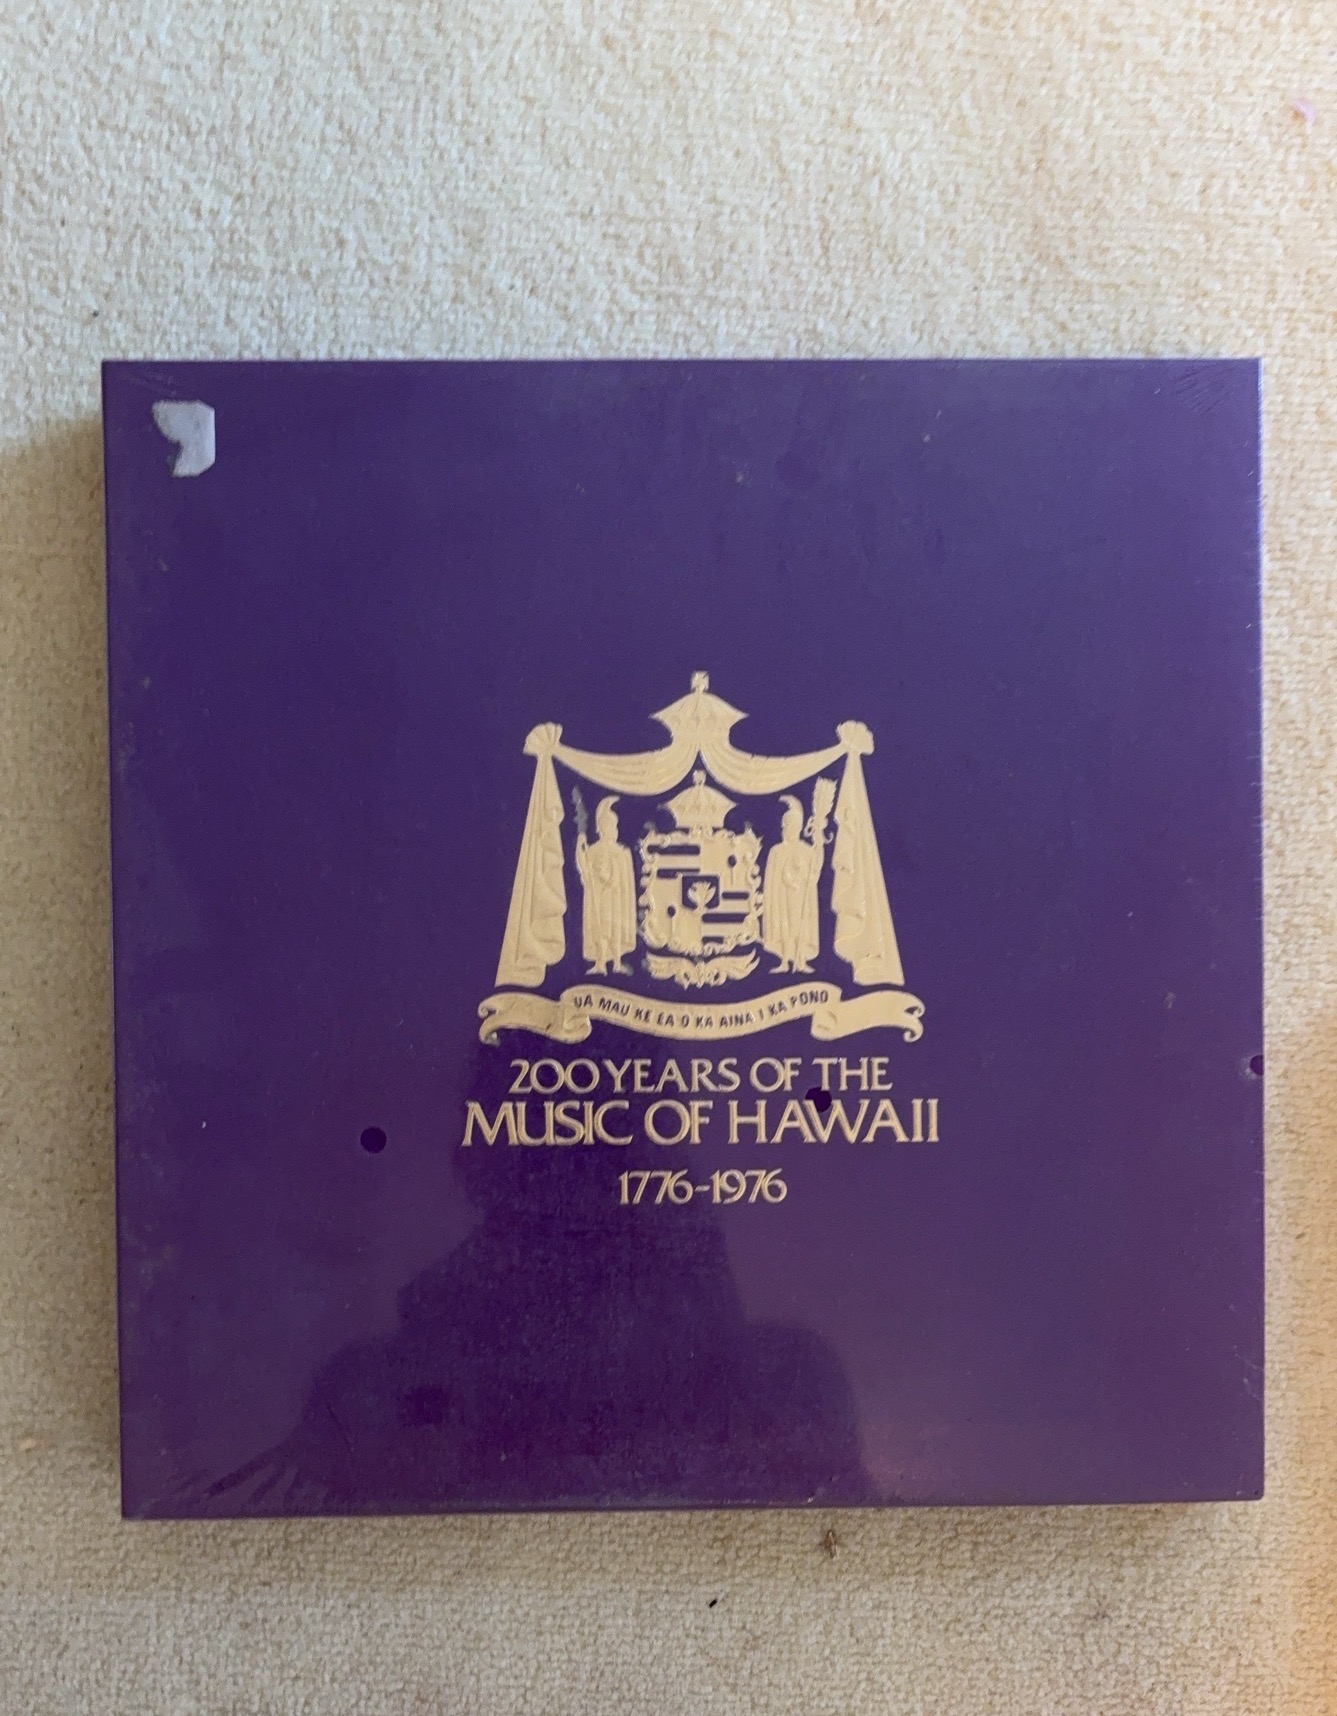 UA MAU KE EA O KA AINA I KA PONO
200 YEARS OF THE
MUSIC OF HAWAII
1776-1976